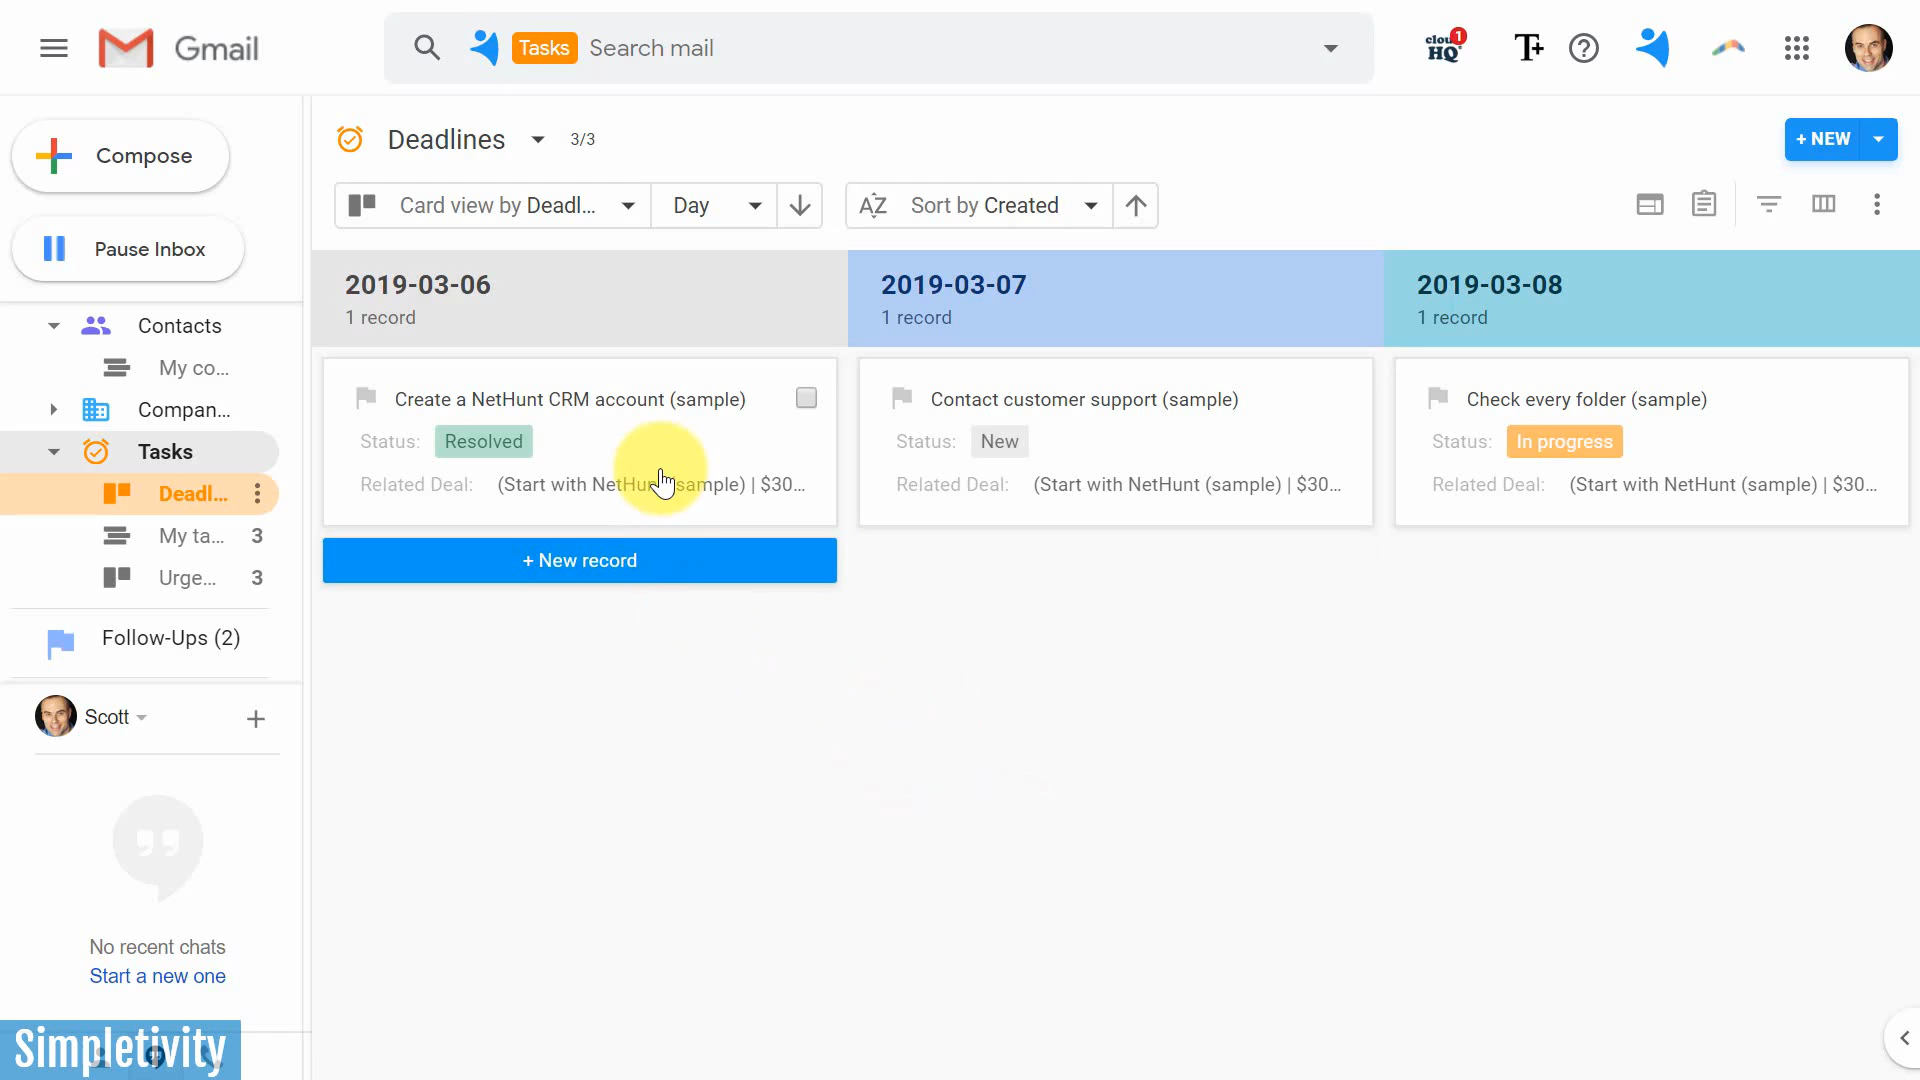 Gmail
Tasks Search mail
cloud HQ 1
T+
Compose
Pause Inbox
Contacts
My co...
Compan...
Tasks
Deadl...
My ta... 3
Urge... 3
Follow-Ups (2)
Scott
No recent chats
Start a new one
Simpletivity
Deadlines 3/3
+ NEW
Card view by Deadl... Day
AZ Sort by Created
2019-03-06
1 record
2019-03-07
1 record
2019-03-08
1 record
Create a NetHunt CRM account (sample)
Status: Resolved
Related Deal: (Start with NetHunt (sample) | $30...
+ New record
Contact customer support (sample)
Status: New
Related Deal: (Start with NetHunt (sample) | $30...
Check every folder (sample)
Status: In progress
Related Deal: (Start with NetHunt (sample) | $30...